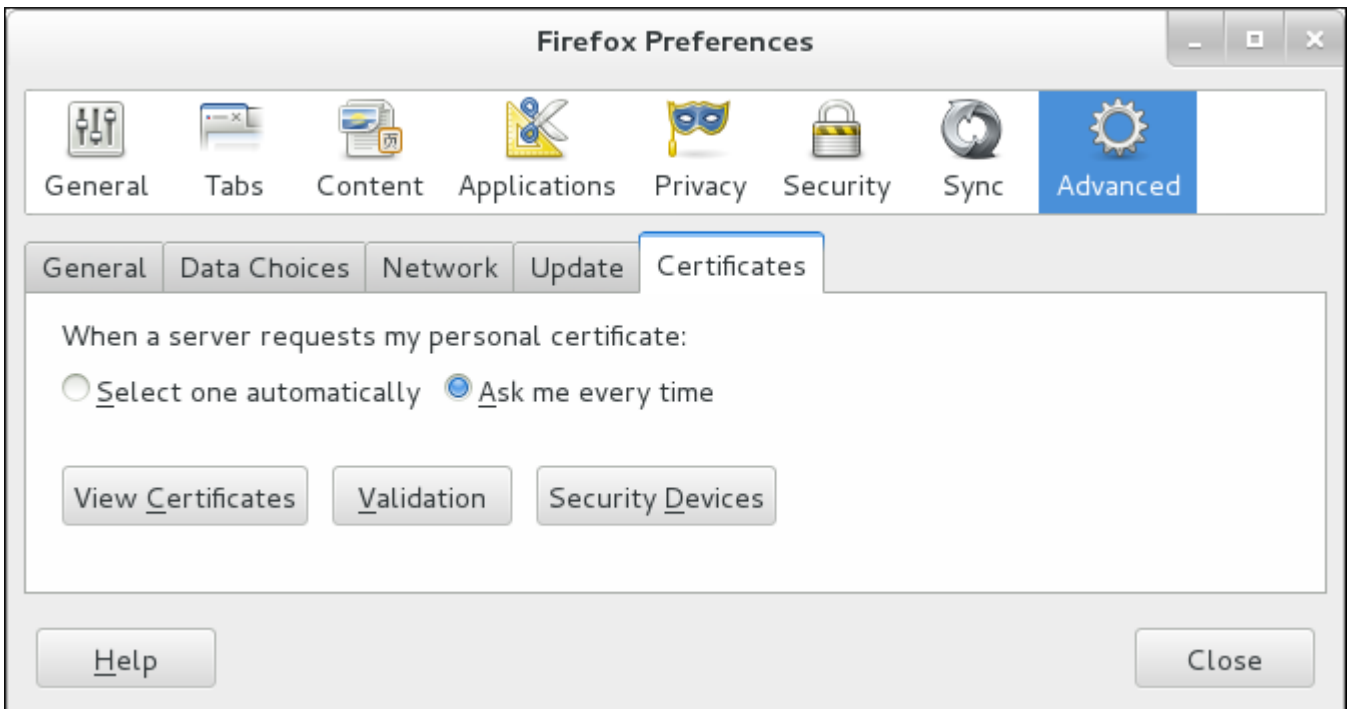 Firefox Preferences
General Tabs Content Applications Privacy Security Sync Advanced
General Data Choices Network Update Certificates
When a server requests my personal certificate:
Select one automatically Ask me every time
View Certificates Validation Security Devices
Help Close